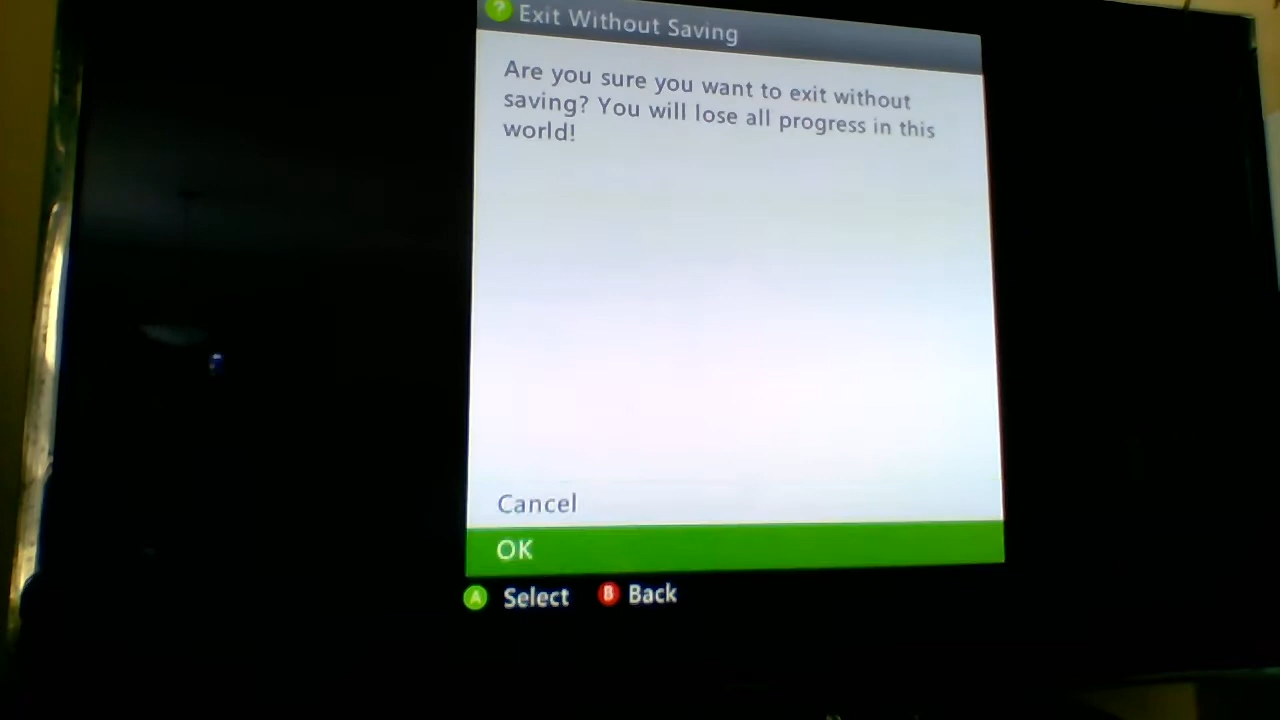 ? Exit Without Saving
Are you sure you want to exit without
saving? You will lose all progress in this
world!
Cancel
OK
A Select B Back